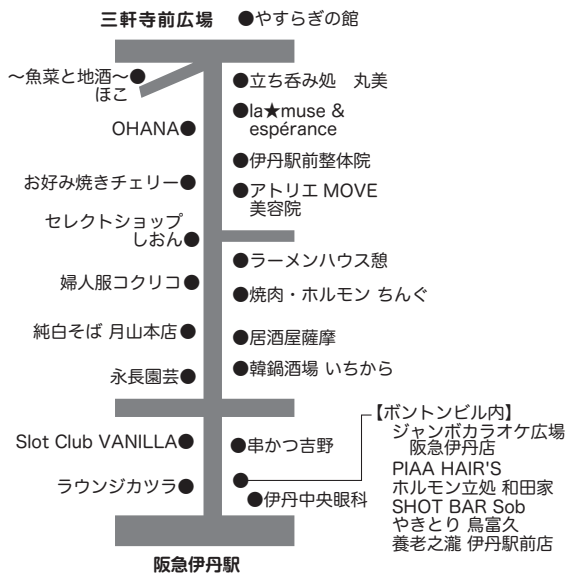 三軒寺前広場
●やすらぎの館
〜魚菜と地酒〜●
ほこ
OHANA●
お好み焼きチェリー●
セレクトショップ
しおん●
婦人服コクリコ●
純白そば 月山本店●
永長園芸●
Slot Club VANILLA●
ラウンジカツラ●
●立ち呑み処　丸美
●la★muse &
espérance
●伊丹駅前整体院
●アトリエ MOVE
美容院
●ラーメンハウス憩
●焼肉・ホルモン ちんぐ
●居酒屋薩摩
●韓鍋酒場 いちから
●串かつ吉野
●伊丹中央眼科
【ボントンビル内】
ジャンボカラオケ広場
阪急伊丹店
PIAA HAIR'S
ホルモン立処 和田家
SHOT BAR Sob
やきとり 鳥富久
養老之瀧 伊丹駅前店
阪急伊丹駅